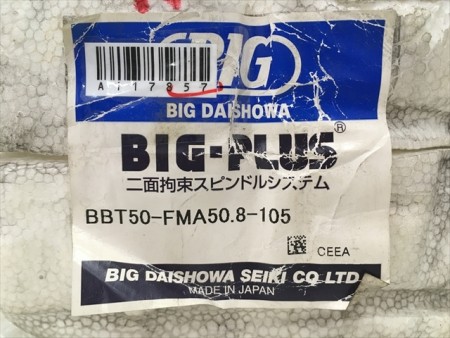 BIG
A717857
BIG DAISHOWA
BIG-PLUS®
二面拘束スピンドルシステム
BBT50-FMA50.8-105
CEEA
BIG DAISHOWA SEIKI CO LTD
MADE IN JAPAN